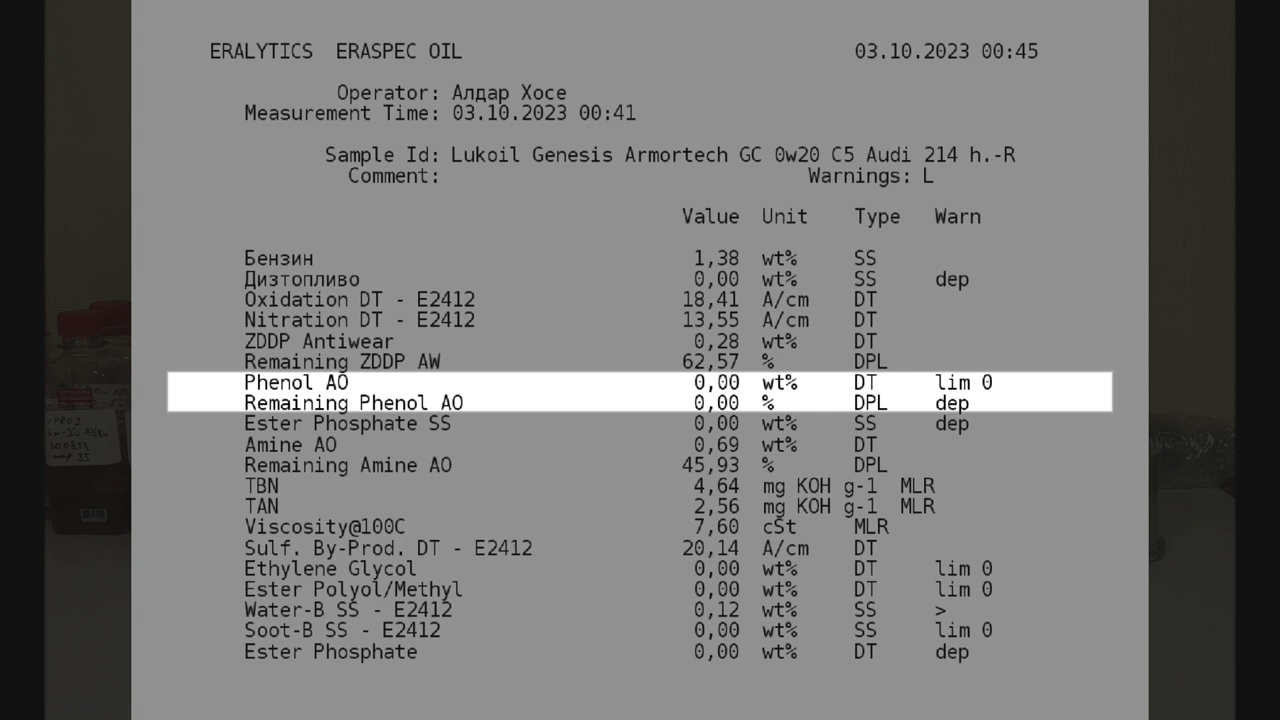 ERALYTICS ERASPEC OIL 03.10.2023 00:45
Operator: Алдар Хосе
Measurement Time: 03.10.2023 00:41
Sample Id: Lukoil Genesis Armortech GC 0w20 C5 Audi 214 h.-R
Comment: Warnings: L
Value Unit Type Warn
Бензин 1,38 wt% SS
Дизтопливо 0,00 wt% SS dep
Oxidation DT - E2412 18,41 A/cm DT
Nitration DT - E2412 13,55 A/cm DT
ZDDP Antiwear 0,28 wt% DT
Remaining ZDDP AW 62,57 % DPL
Phenol AO 0,00 wt% DT lim 0
Remaining Phenol AO 0,00 % DPL dep
Ester Phosphate SS 0,00 wt% SS dep
Amine AO 0,69 wt% DT
Remaining Amine AO 45,93 % DPL
TBN 4,64 mg KOH g-1 MLR
TAN 2,56 mg KOH g-1 MLR
Viscosity@100C 7,60 cSt MLR
Sulf. By-Prod. DT - E2412 20,14 A/cm DT
Ethylene Glycol 0,00 wt% DT lim 0
Ester Polyol/Methyl 0,00 wt% DT lim 0
Water-B SS - E2412 0,12 wt% SS >
Soot-B SS - E2412 0,00 wt% SS lim 0
Ester Phosphate 0,00 wt% DT dep